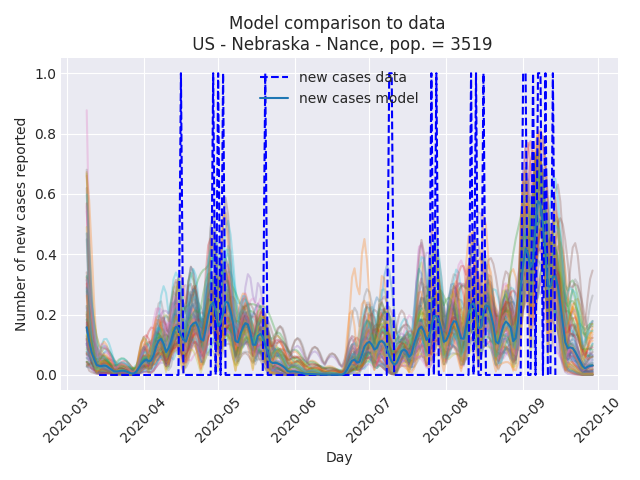 Model comparison to data
US - Nebraska - Nance, pop. = 3519
Number of new cases reported
1.0
0.8
0.6
0.4
0.2
0.0
new cases data
new cases model
2020-03
2020-04
2020-05
2020-06
2020-07
2020-08
2020-09
2020-10
Day